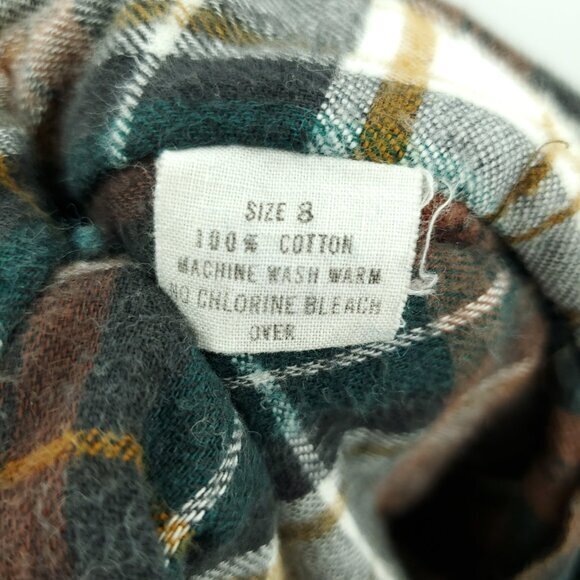 SIZE 8
100% COTTON
MACHINE WASH WARM
NO CHLORINE BLEACH
OVER